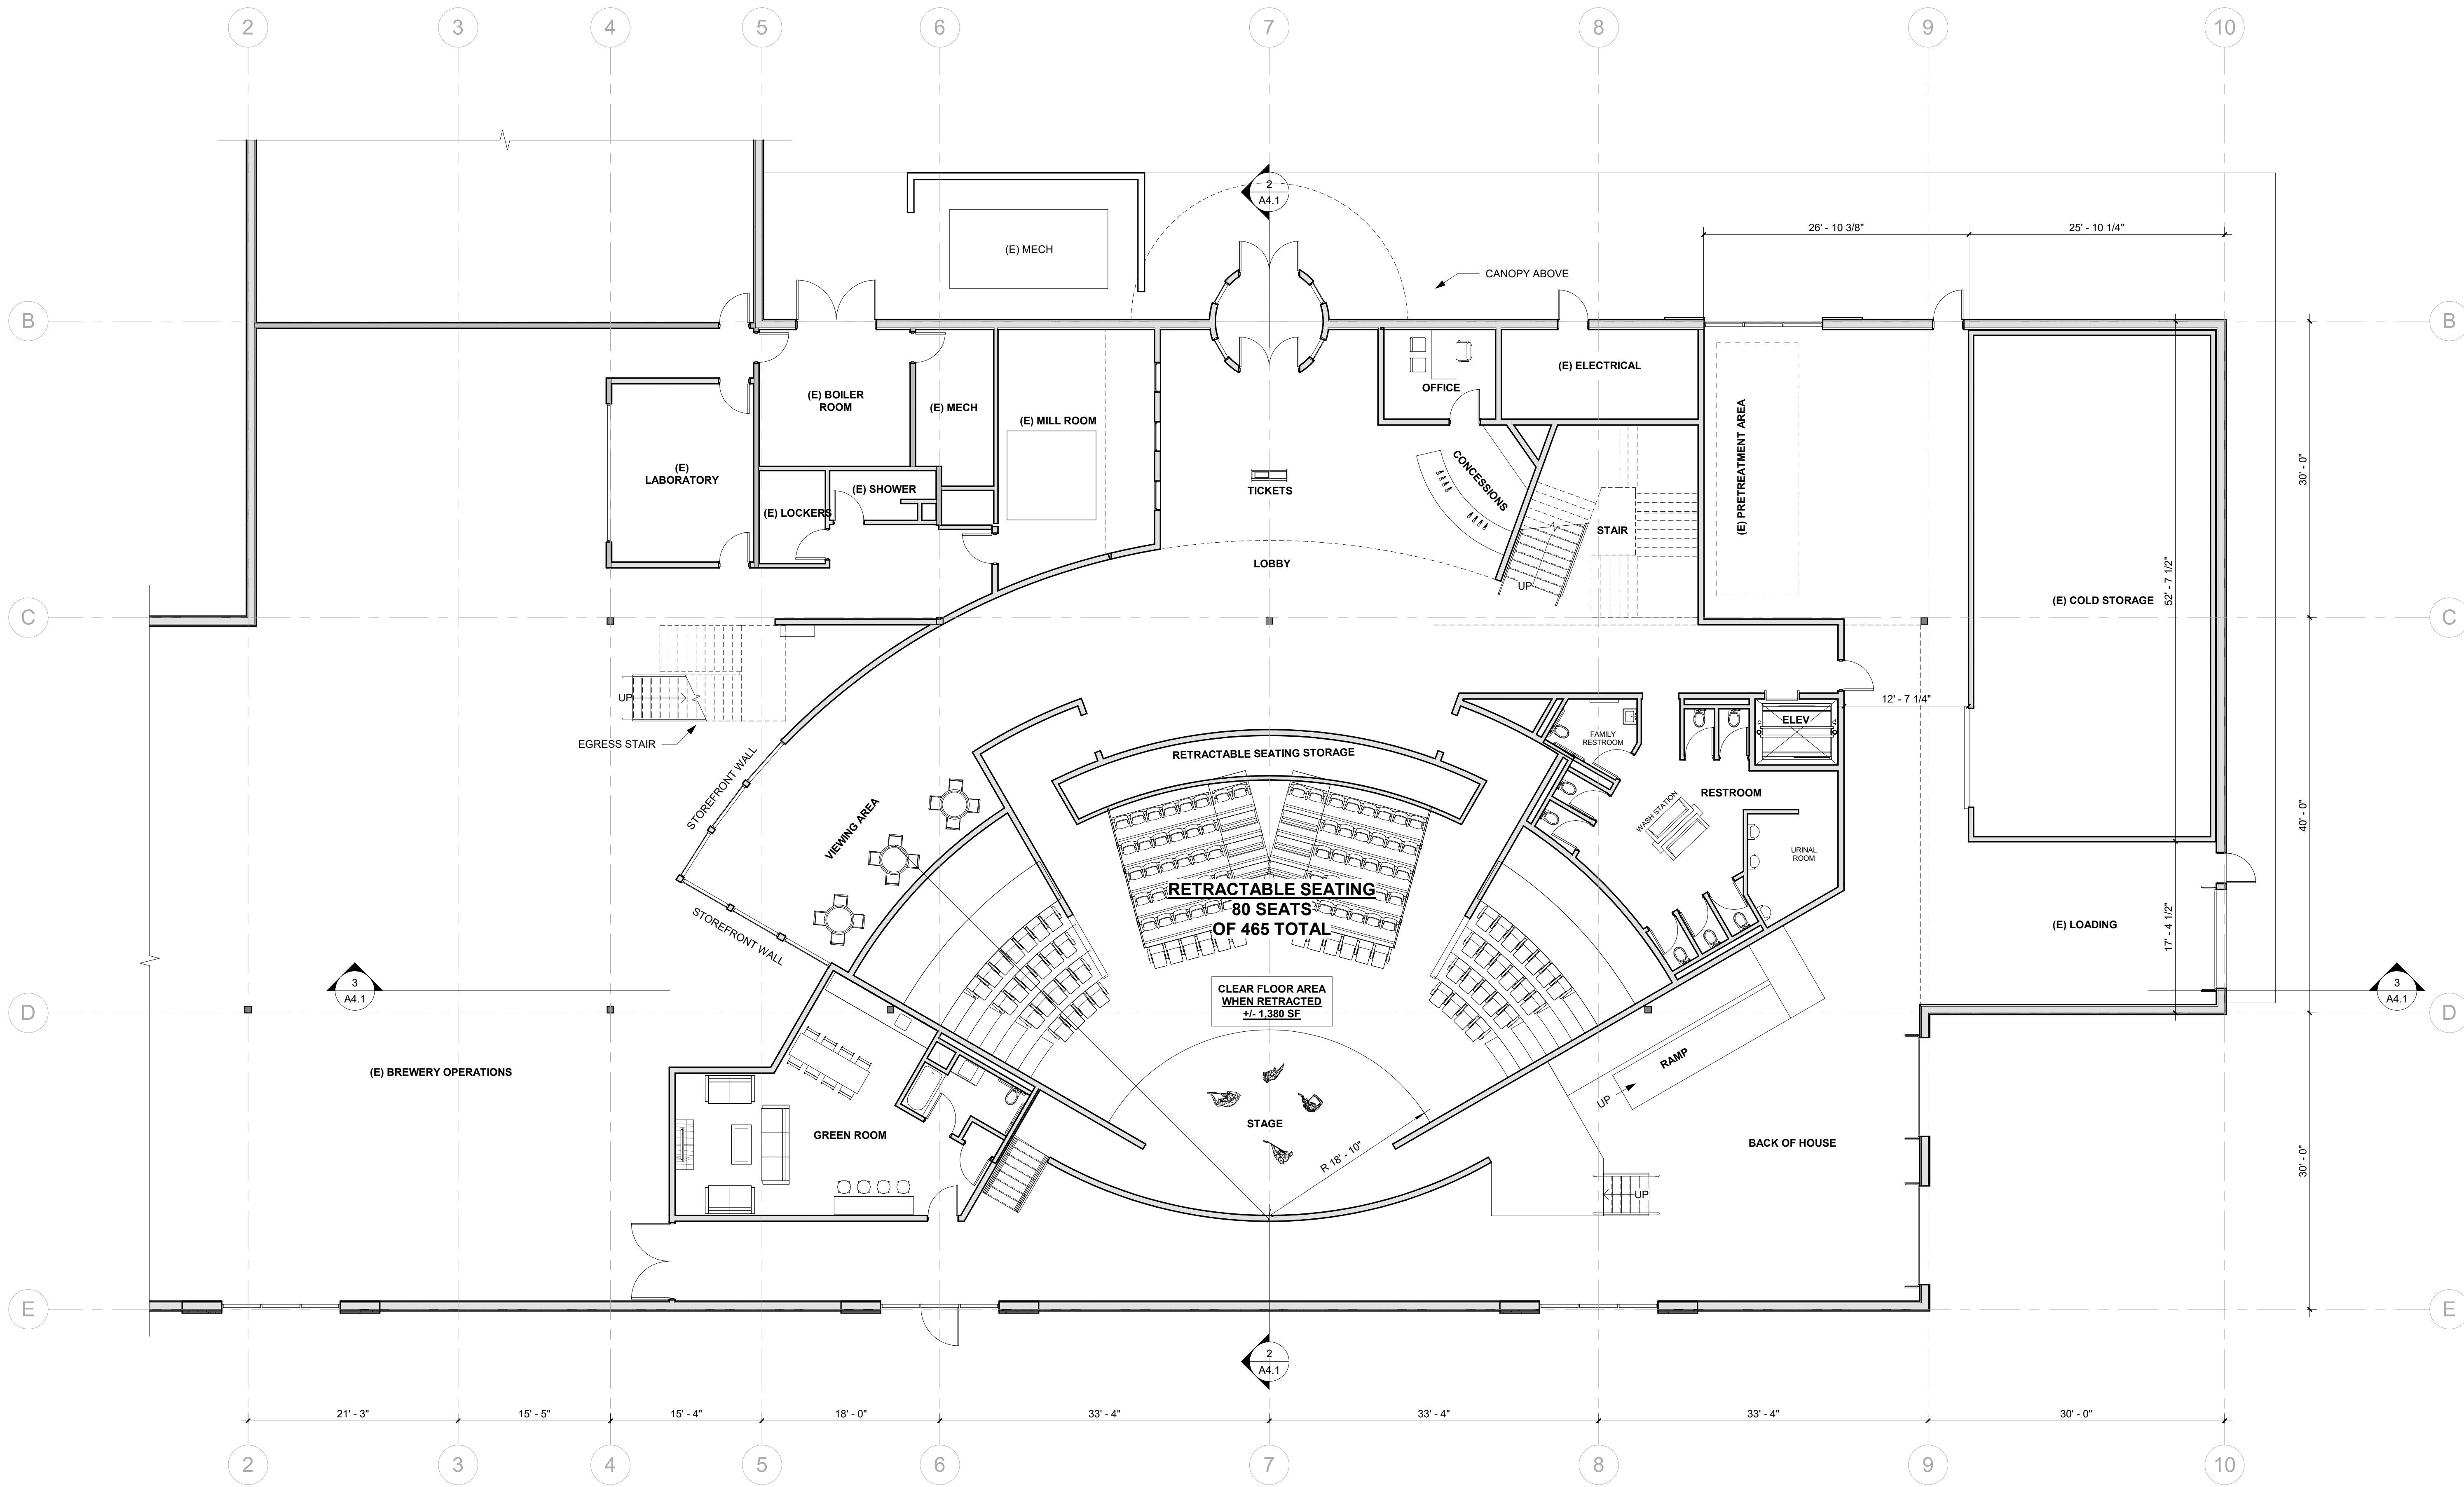 2
3
4
5
6
7
8
9
10
2
A4.1
26' - 10 3/8"
25' - 10 1/4"
(E) MECH
CANOPY ABOVE
B
B
(E) ELECTRICAL
OFFICE
(E) BOILER
ROOM
(E) MECH
(E) MILL ROOM
(E) PRETREATMENT AREA
30' - 0"
(E)
LABORATORY
(E) SHOWER
TICKETS
CONCESSIONS
(E) LOCKERS
STAIR
LOBBY
UP
52' - 7 1/2"
(E) COLD STORAGE
C
C
UP
12' - 7 1/4"
EGRESS STAIR
ELEV
FAMILY
RESTROOM
RETRACTABLE SEATING STORAGE
STOREFRONT WALL
RESTROOM
40' - 0"
WASH STATION
VIEWING AREA
URINAL
ROOM
RETRACTABLE SEATING
80 SEATS
OF 465 TOTAL
STOREFRONT WALL
(E) LOADING
17' - 4 1/2"
3
A4.1
CLEAR FLOOR AREA
WHEN RETRACTED
+/- 1,380 SF
3
A4.1
D
D
(E) BREWERY OPERATIONS
RAMP
UP
STAGE
GREEN ROOM
R 18' - 10"
BACK OF HOUSE
30' - 0"
UP
E
E
2
A4.1
21' - 3"
15' - 5"
15' - 4"
18' - 0"
33' - 4"
33' - 4"
33' - 4"
30' - 0"
2
3
4
5
6
7
8
9
10